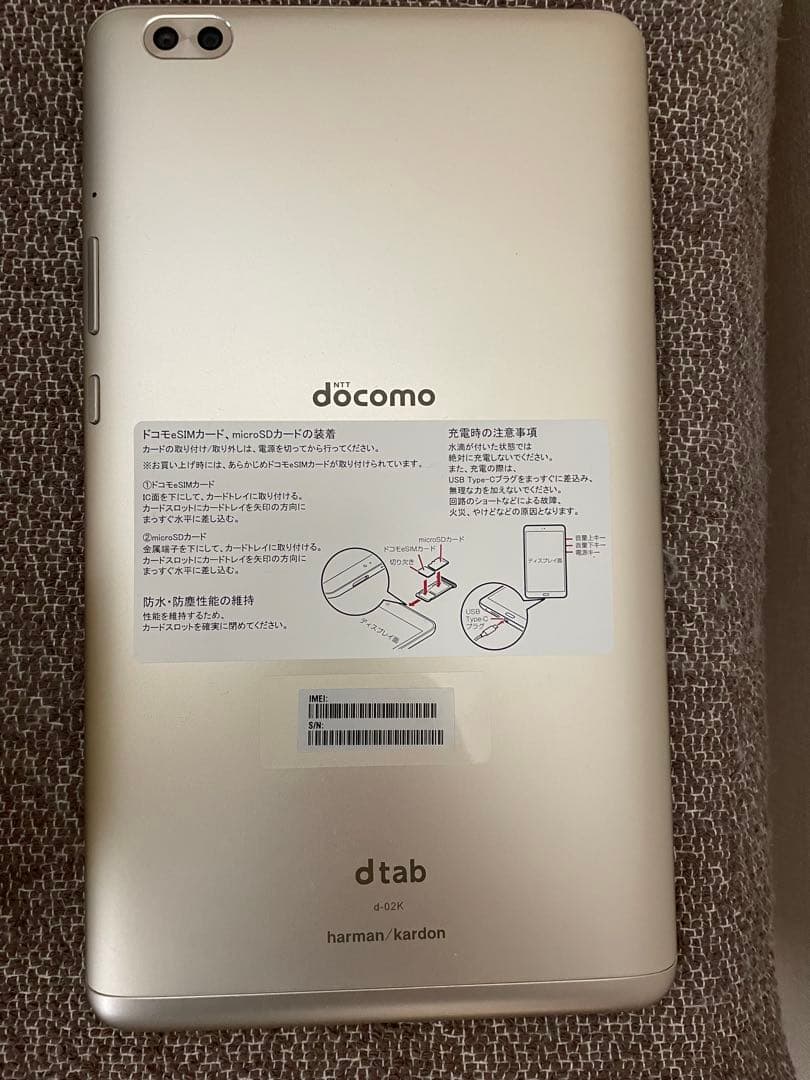 NTT
docomo
ドコモeSIMカード、microSDカードの装着
カードの取り付け/取り外しは、電源を切ってから行ってください。
※お買い上げ時には、あらかじめドコモeSIMカードが取り付けられています。
①ドコモeSIMカード
IC面を下にして、カードトレイに取り付ける。
カードスロットにカードトレイを矢印の方向に
まっすぐ水平に差し込む。
②microSDカード
金属端子を下にして、カードトレイに取り付ける。
カードスロットにカードトレイを矢印の方向に
まっすぐ水平に差し込む。
防水・防塵性能の維持
性能を維持するため、
カードスロットを確実に閉めてください。
充電時の注意事項
水滴が付いた状態では
絶対に充電しないでください。
また、充電の際は、
USB Type-Cプラグをまっすぐに差込み、
無理な力を加えないでください。
回路のショートなどによる故障、
火災、やけどなどの原因となります。
microSDカード
ドコモeSIMカード
切り欠き
ディスプレイ面
音量上キー
音量下キー
電源キー
ディスプレイ面
USB
Type-C
プラグ
IMEI:
S/N:
dtab
d-02K
harman/kardon